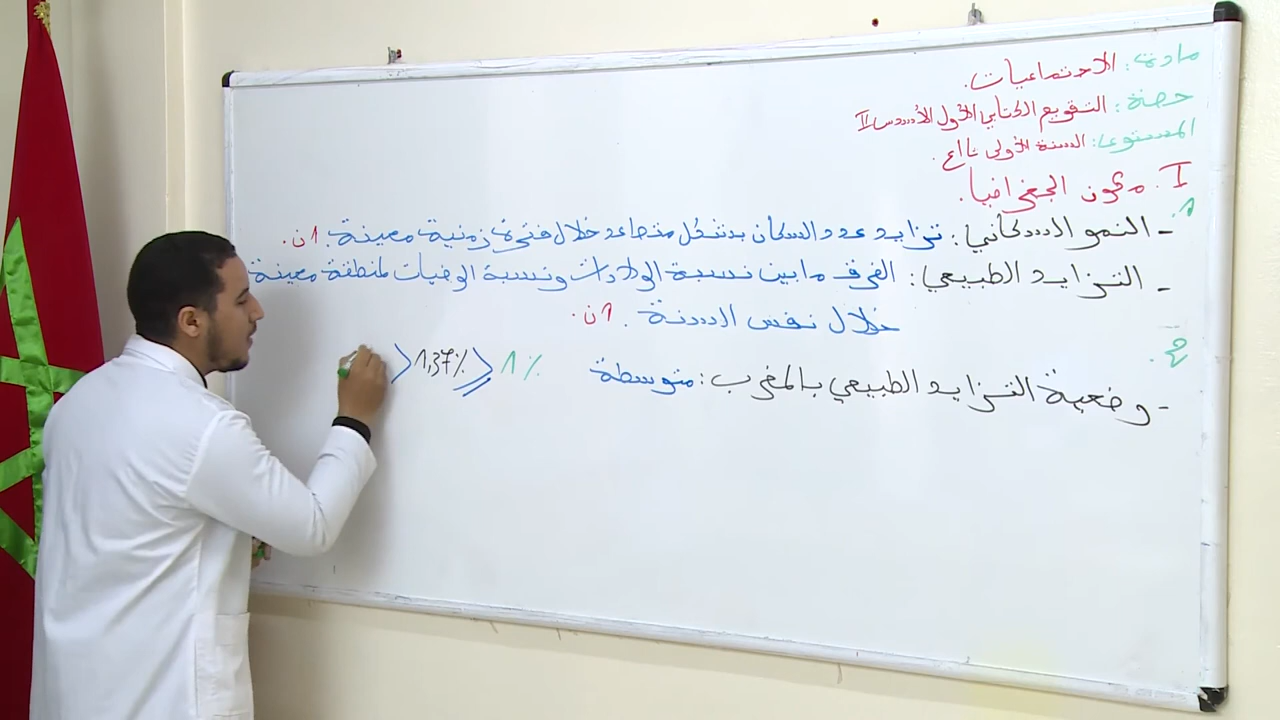 مادة: الاجتماعيات.
حصة: التقويم الكتابي الأول الأسدس II
المستوى: السنة الأولى ثا إع.
I. مكون الجغرافيا.
1.
- النمو السكاني: تزايد عدد السكان بشكل متصاعد خلال فترة زمنية معينة. 1ن.
- التزايد الطبيعي: الفرق ما بين نسبة الولادات ونسبة الوفيات لمنطقة معينة
خلال نفس السنة. 1ن.
2.
- وضعية التزايد الطبيعي بالمغرب: متوسطة 1% ⩾ 1,37% >